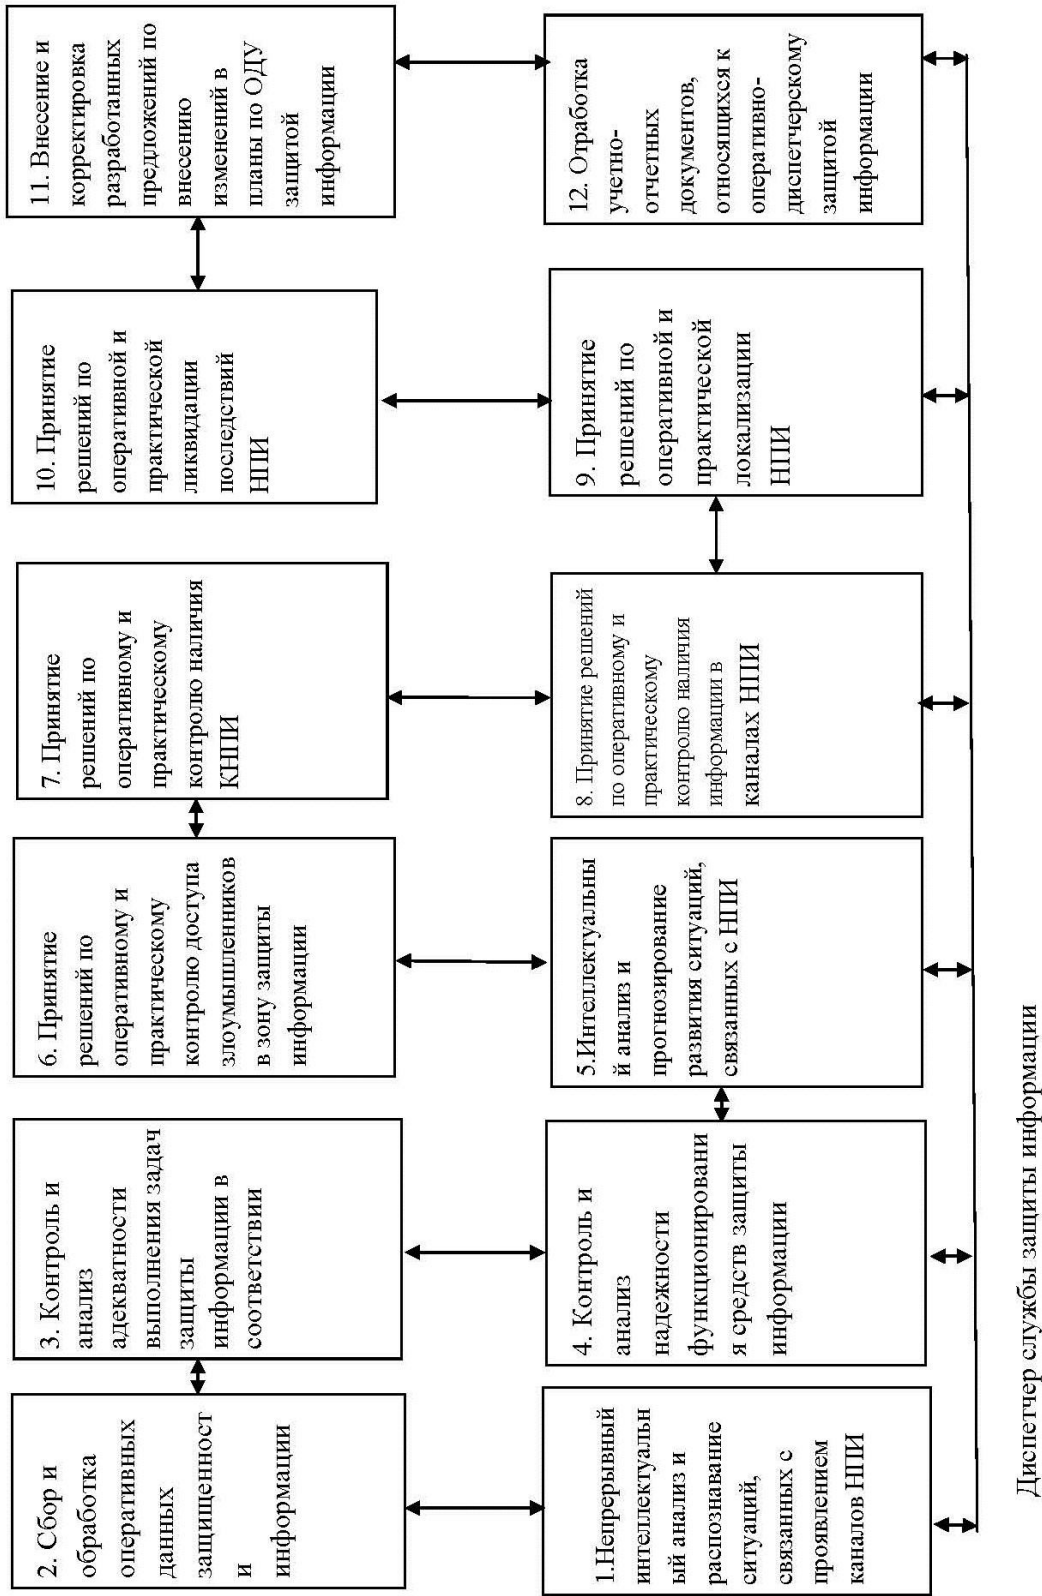 2. Сбор и
обработка
оперативных
данных
защищенност
и
информации
3. Контроль и
анализ
адекватности
выполнения задач
защиты
информации в
соответствии
6. Принятие
решений по
оперативному и
практическому
контролю доступа
злоумышленников
в зону защиты
информации
7. Принятие
решений по
оперативному и
практическому
контролю наличия
КНПИ
10. Принятие
решений по
оперативной и
практической
ликвидации
последствий
НПИ
11. Внесение и
корректировка
разработанных
предложений по
внесению
изменений в
планы по ОДУ
защитой
информации
1.Непрерывный
интеллектуальн
ый анализ и
распознавание
ситуаций,
связанных с
проявлением
каналов НПИ
4. Контроль и
анализ
надежности
функционировани
я средств защиты
информации
5.Интеллектуальны
й анализ и
прогнозирование
развития ситуаций,
связанных с НПИ
8. Принятие решений
по оперативному и
практическому
контролю наличия
информации в
каналах НПИ
9. Принятие
решений по
оперативной и
практической
локализации
НПИ
12. Отработка
учетно-
отчетных
документов,
относящихся к
оперативно-
диспетчерскому
защитой
информации
Диспетчер службы защиты информации